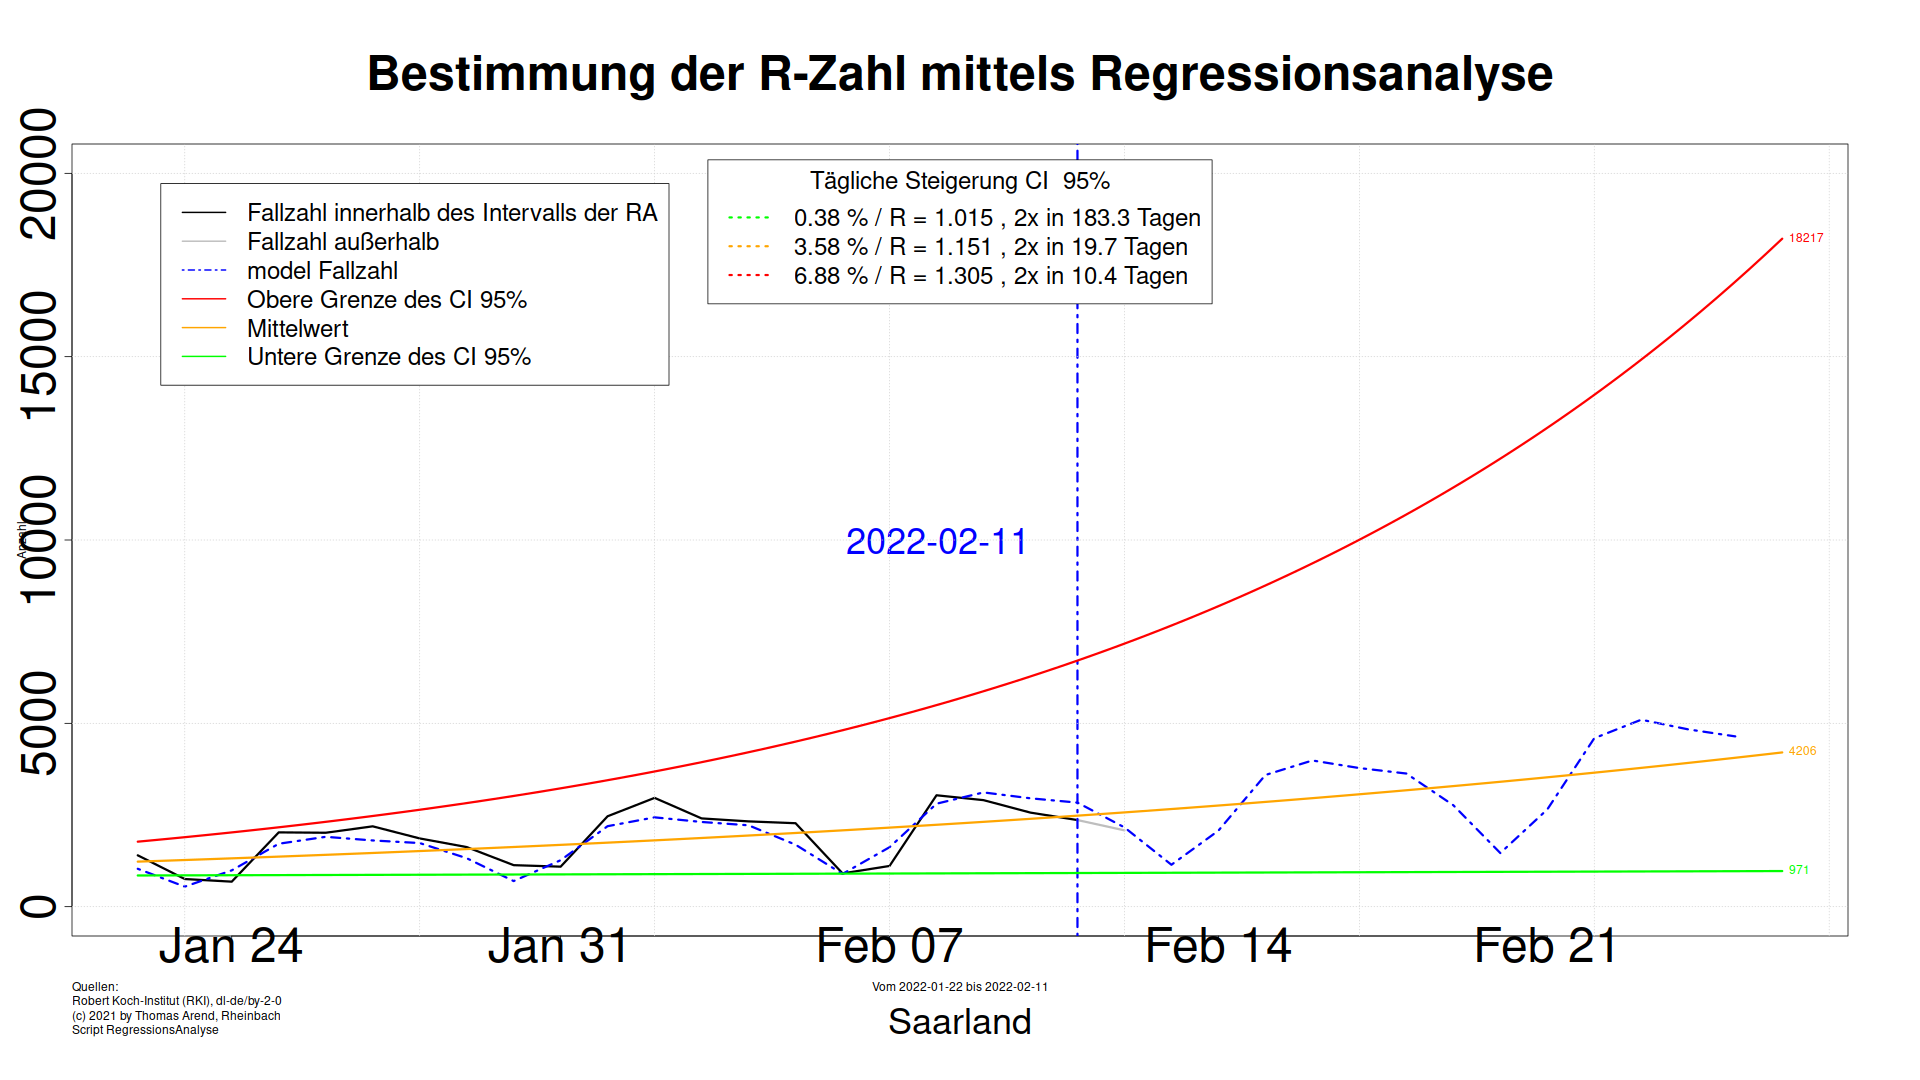 Bestimmung der R-Zahl mittels Regressionsanalyse
20000
15000
10000
5000
0
Anzahl
Fallzahl innerhalb des Intervalls der RA
Fallzahl außerhalb
model Fallzahl
Obere Grenze des CI 95%
Mittelwert
Untere Grenze des CI 95%
Tägliche Steigerung CI  95%
0.38 % / R = 1.015 , 2x in 183.3 Tagen
3.58 % / R = 1.151 , 2x in 19.7 Tagen
6.88 % / R = 1.305 , 2x in 10.4 Tagen
18217
2022-02-11
4206
971
Jan 24
Jan 31
Feb 07
Feb 14
Feb 21
Quellen:
Robert Koch-Institut (RKI), dl-de/by-2-0
(c) 2021 by Thomas Arend, Rheinbach
Script RegressionsAnalyse
Vom 2022-01-22 bis 2022-02-11
Saarland